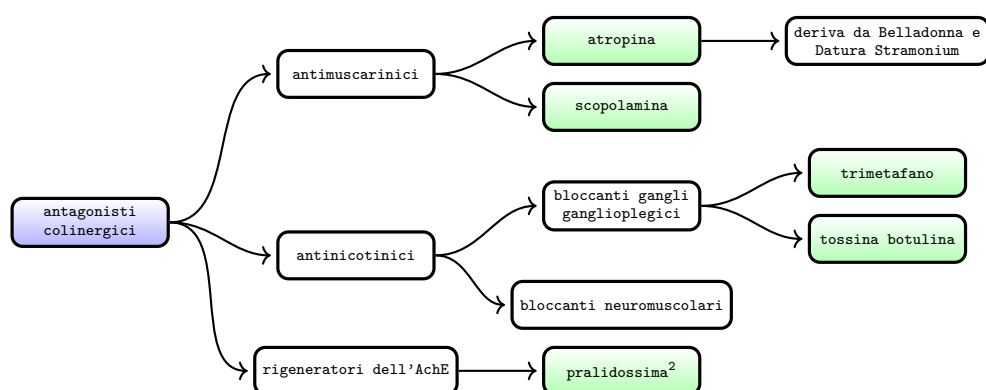 atropina
deriva da Belladonna e
Datura Stramonium
antimuscarinici
scopolamina
trimetafano
bloccanti gangli
ganglioplegici
antagonisti
colinergici
tossina botulina
antinicotinici
bloccanti neuromuscolari
rigeneratori dell'AchE
pralidossima²